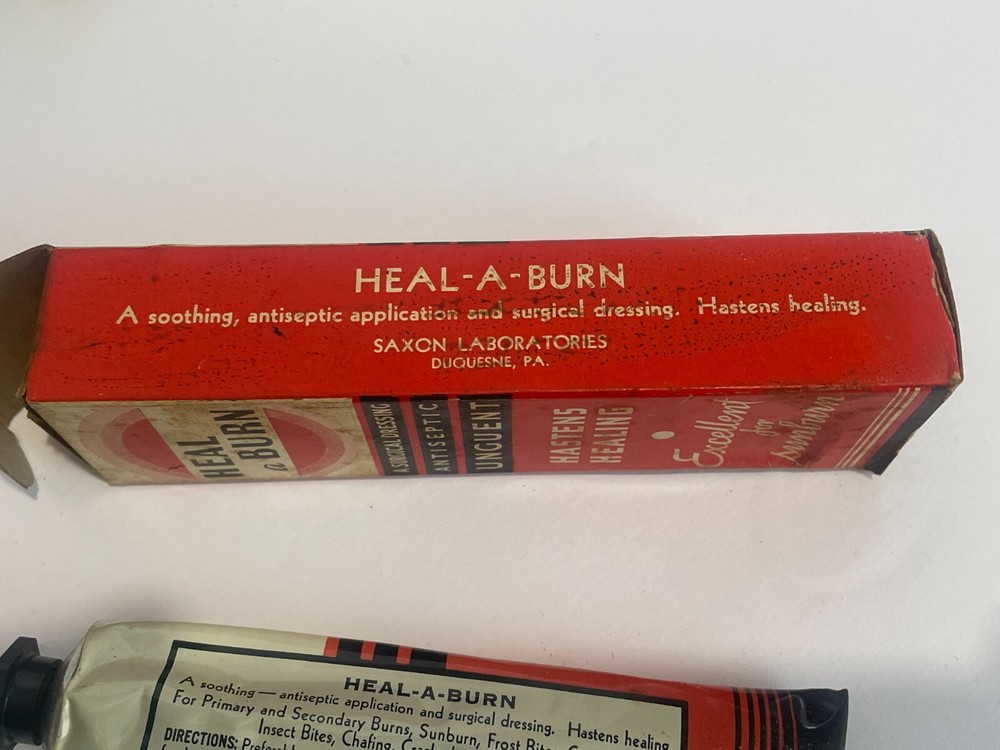 HEAL-A-BURN
A soothing, antiseptic application and surgical dressing. Hastens healing.
SAXON LABORATORIES
DUQUESNE, PA.
HEAL
a BURN
A SURGICAL DRESSING
ANTISEPTIC
UNGUENT
HASTENS
HEALING
Excellent
for
sunburn
HEAL-A-BURN
A soothing — antiseptic application and surgical dressing. Hastens healing
For Primary and Secondary Burns, Sunburn, Frost Bite,
Insect Bites, Chafing,
DIRECTIONS: